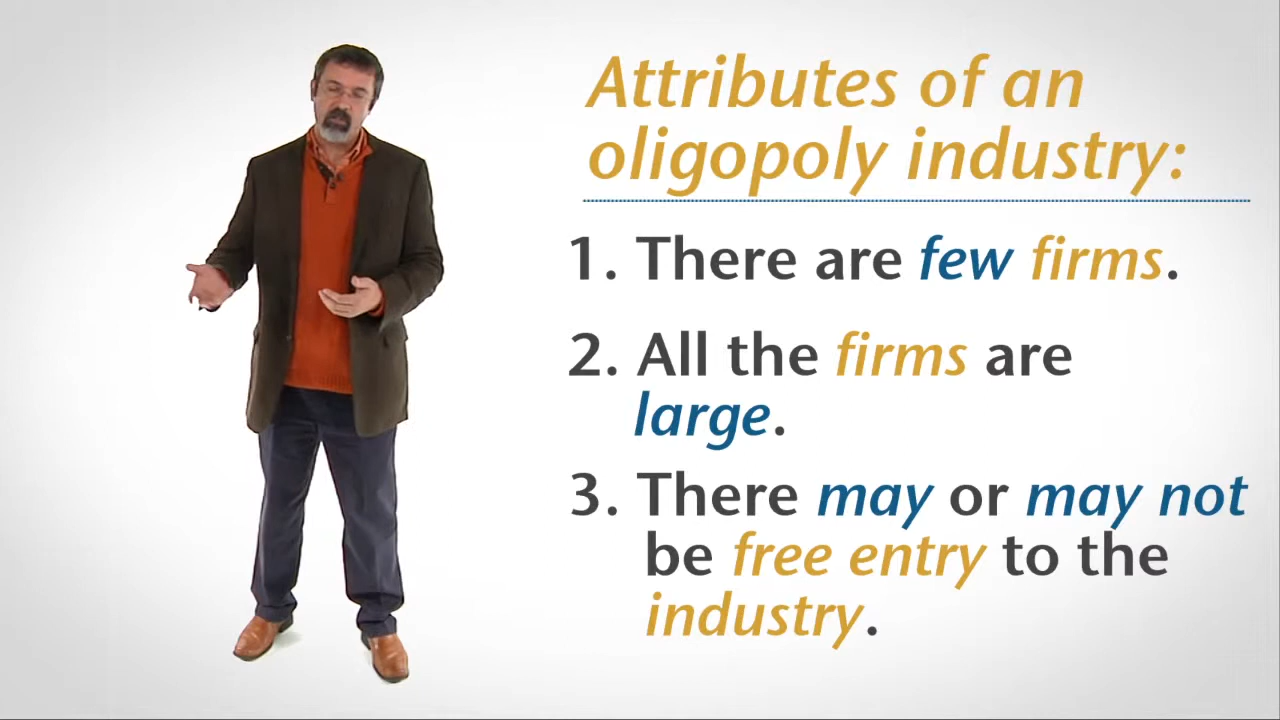 Attributes of an
oligopoly industry:
1. There are few firms.
2. All the firms are
large.
3. There may or may not
be free entry to the
industry.